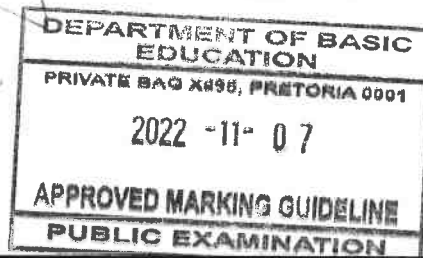 DEPARTMENT OF BASIC
EDUCATION
PRIVATE BAG X895, PRETORIA 0001
2022 -11- 07
APPROVED MARKING GUIDELINE
PUBLIC EXAMINATION